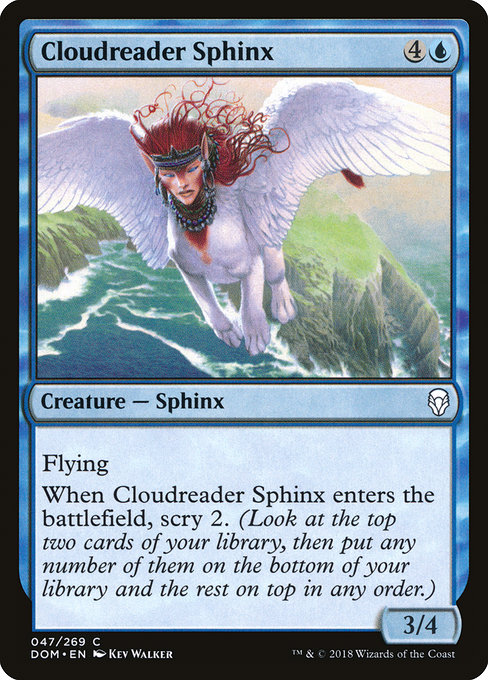 Cloudreader Sphinx 4
Creature — Sphinx
Flying
When Cloudreader Sphinx enters the
battlefield, scry 2. (Look at the top
two cards of your library, then put any
number of them on the bottom of your
library and the rest on top in any order.)
3/4
047/269 C
DOM • EN Kev Walker
™ & © 2018 Wizards of the Coast